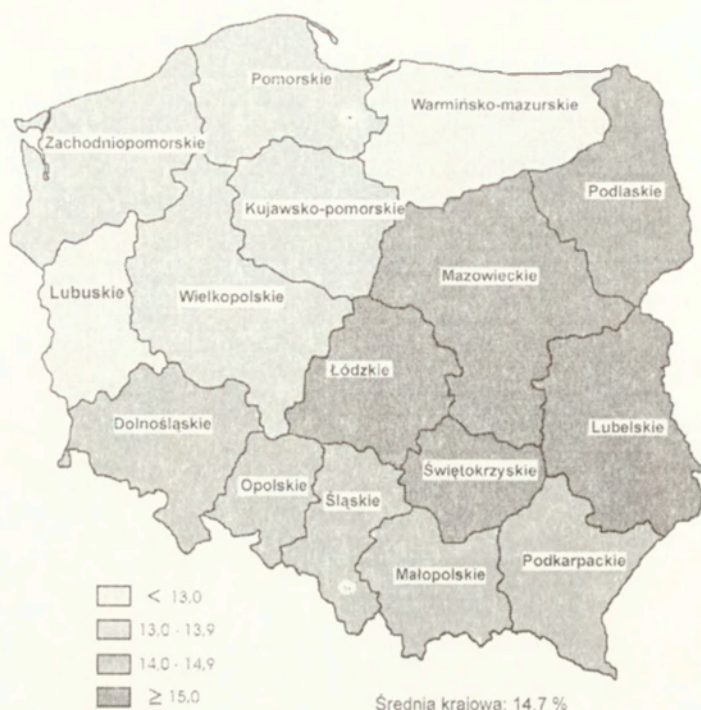 Pomorskie
Warmińsko-mazurskie
Zachodniopomorskie
Podlaskie
Kujawsko-pomorskie
Mazowieckie
Lubuskie
Wielkopolskie
Łódzkie
Dolnośląskie
Lubelskie
Świętokrzyskie
Opolskie
Śląskie
Podkarpackie
Małopolskie
< 13,0
13,0 - 13,9
14,0 - 14,9
≥ 15,0
Średnia krajowa: 14,7 %